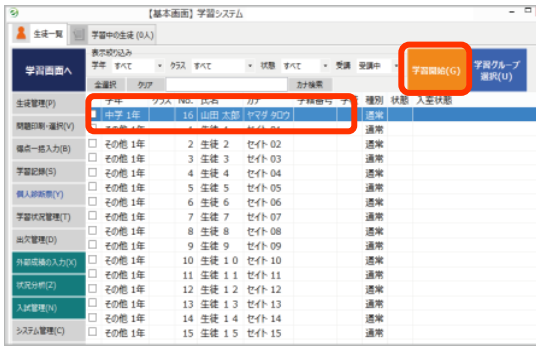 【基本画面】学習システム
生徒一覧 学習中の生徒 (0人)
学習画面へ
表示絞り込み
学年 すべて クラス すべて 状態 すべて 受講 受講中
全選択 クリア カナ検索
学習開始(G)
学習グループ
選択(U)
学年 クラス No. 氏名 カナ 種別 状態 入室状態
中学 1年 16 山田 太郎 ヤマダ タロウ 通常
その他 1年 1 生徒 1 セイト 01 通常
その他 1年 2 生徒 2 セイト 02 通常
その他 1年 3 生徒 3 セイト 03 通常
その他 1年 4 生徒 4 セイト 04 通常
その他 1年 5 生徒 5 セイト 05 通常
その他 1年 6 生徒 6 セイト 06 通常
その他 1年 7 生徒 7 セイト 07 通常
その他 1年 8 生徒 8 セイト 08 通常
その他 1年 9 生徒 9 セイト 09 通常
その他 1年 10 生徒 10 セイト 10 通常
その他 1年 11 生徒 11 セイト 11 通常
その他 1年 12 生徒 12 セイト 12 通常
その他 1年 13 生徒 13 セイト 13 通常
その他 1年 14 生徒 14 セイト 14 通常
その他 1年 15 生徒 15 セイト 15 通常
生徒管理(P)
問題印刷・選択(V)
得点一括入力(B)
学習記録(S)
個人診断票(Y)
学習状況管理(T)
出欠管理(D)
外部成績の入力(X)
状況分析(Z)
入試管理(N)
システム管理(C)